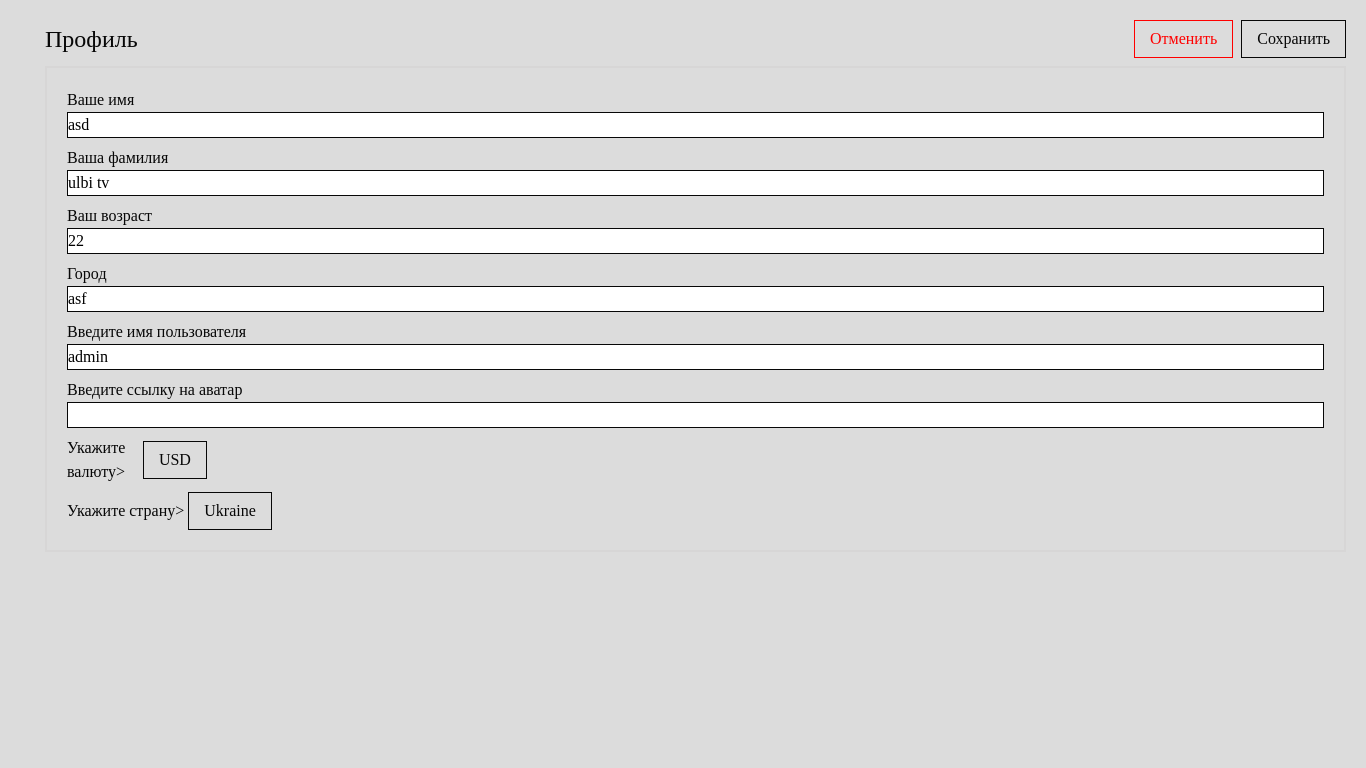 Профиль
Отменить
Сохранить
Ваше имя
asd
Ваша фамилия
ulbi tv
Ваш возраст
22
Город
asf
Введите имя пользователя
admin
Введите ссылку на аватар
Укажите
валюту>
USD
Укажите страну>
Ukraine